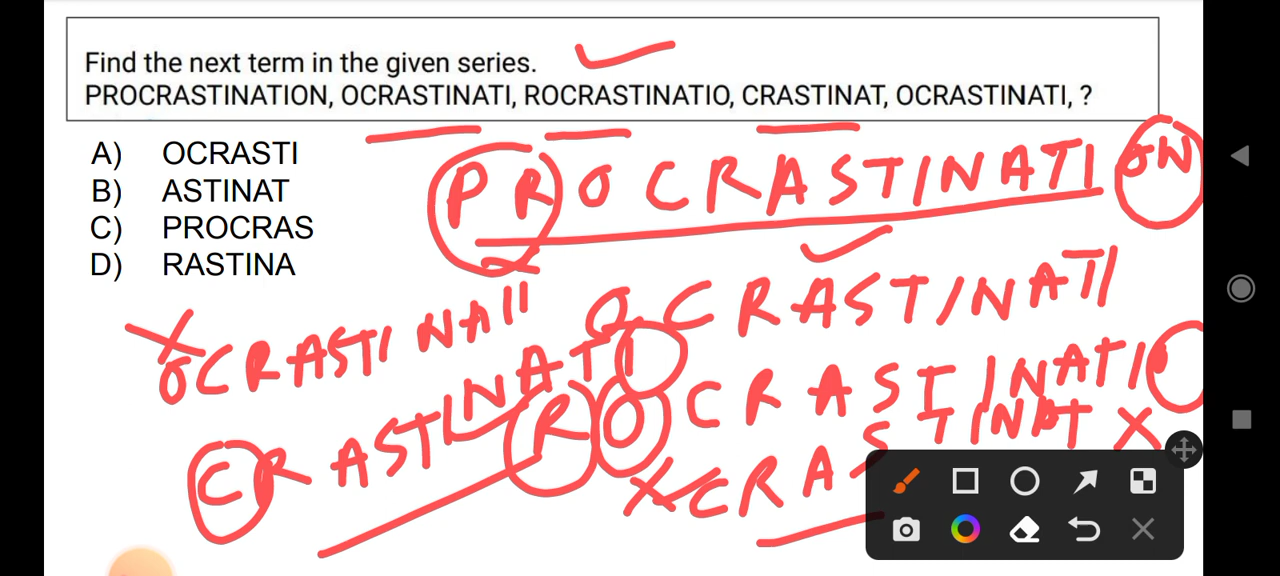 Find the next term in the given series.
PROCRASTINATION, OCRASTINATI, ROCRASTINATIO, CRASTINAT, OCRASTINATI, ?
A) OCRASTI
B) ASTINAT
C) PROCRAS
D) RASTINA
PROCRASTINATION
OCRASTINATI
OCRASTINATI
ROCRASTINATIO
CRASTINATI
CRASTINAT